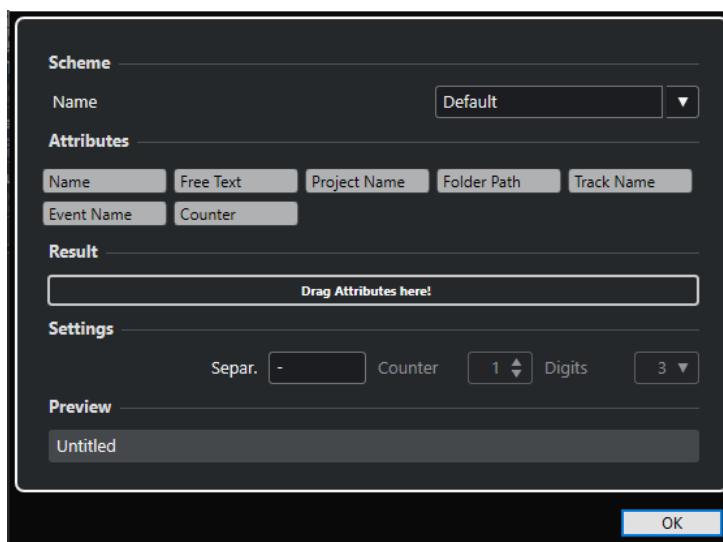 Scheme
Name Default
Attributes
Name Free Text Project Name Folder Path Track Name
Event Name Counter
Result
Drag Attributes here!
Settings
Separ. - Counter 1 Digits 3
Preview
Untitled
OK